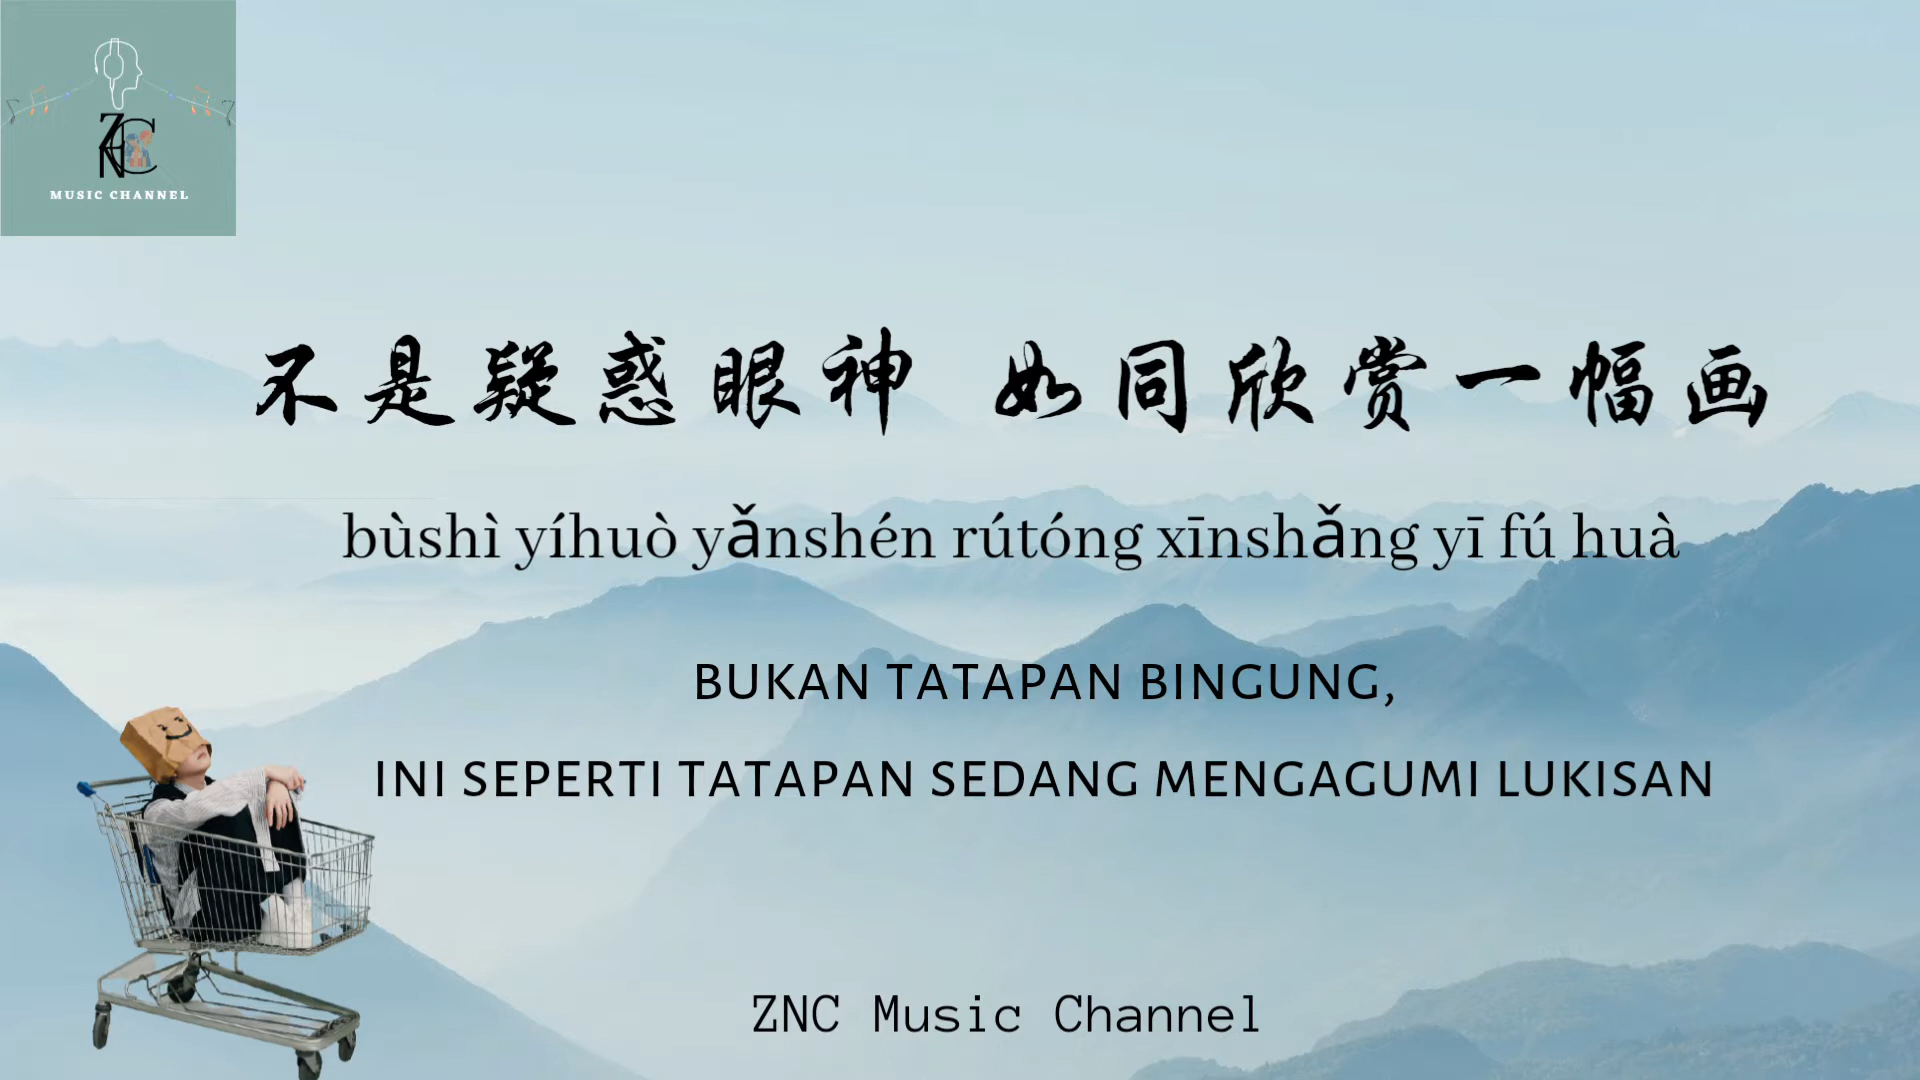 ZNC
MUSIC CHANNEL
不是疑惑眼神 如同欣赏一幅画
bùshì yíhuò yǎnshén rútóng xīnshǎng yī fú huà
BUKAN TATAPAN BINGUNG,
INI SEPERTI TATAPAN SEDANG MENGAGUMI LUKISAN
ZNC Music Channel